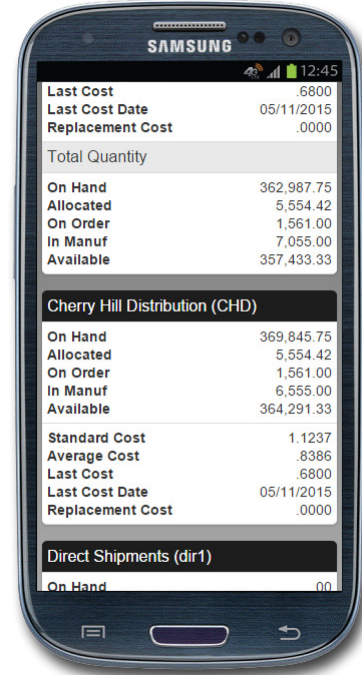 SAMSUNG
12:45
Last Cost .6800
Last Cost Date 05/11/2015
Replacement Cost .0000
Total Quantity
On Hand 362,987.75
Allocated 5,554.42
On Order 1,561.00
In Manuf 7,055.00
Available 357,433.33
Cherry Hill Distribution (CHD)
On Hand 369,845.75
Allocated 5,554.42
On Order 1,561.00
In Manuf 6,555.00
Available 364,291.33
Standard Cost 1.1237
Average Cost .8386
Last Cost .6800
Last Cost Date 05/11/2015
Replacement Cost .0000
Direct Shipments (dir1)
On Hand .00